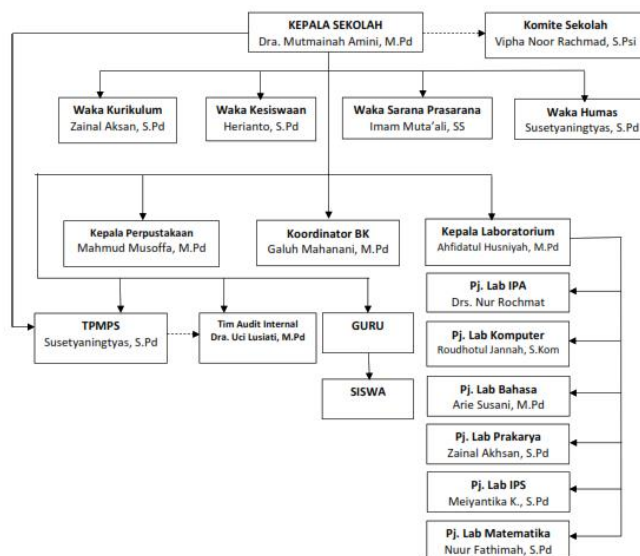 KEPALA SEKOLAH
Dra. Mutmainah Amini, M.Pd
Komite Sekolah
Vipha Noor Rachmad, S.Psi
Waka Kurikulum
Zainal Aksan, S.Pd
Waka Kesiswaan
Herianto, S.Pd
Waka Sarana Prasarana
Imam Muta'ali, SS
Waka Humas
Susetyaningtyas, S.Pd
Kepala Perpustakaan
Mahmud Musoffa, M.Pd
Koordinator BK
Galuh Mahanani, M.Pd
Kepala Laboratorium
Ahfidatul Husniyah, M.Pd
TPMPS
Susetyaningtyas, S.Pd
Tim Audit Internal
Dra. Uci Lusiati, M.Pd
GURU
SISWA
Pj. Lab IPA
Drs. Nur Rochmat
Pj. Lab Komputer
Roudhotul Jannah, S.Kom
Pj. Lab Bahasa
Arie Susani, M.Pd
Pj. Lab Prakarya
Zainal Akhsan, S.Pd
Pj. Lab IPS
Meiyantika K., S.Pd
Pj. Lab Matematika
Nuur Fathimah, S.Pd